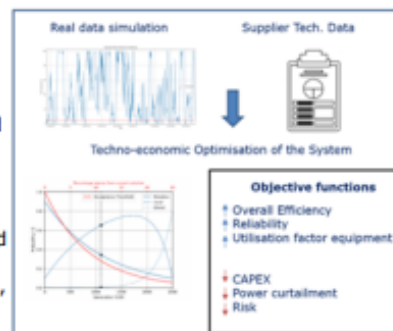 Real data simulation
Supplier Tech. Data
Techno-economic Optimisation of the System
Objective functions
Overall Efficiency
Reliability
Utilisation factor equipment
CAPEX
Power curtailment
Risk